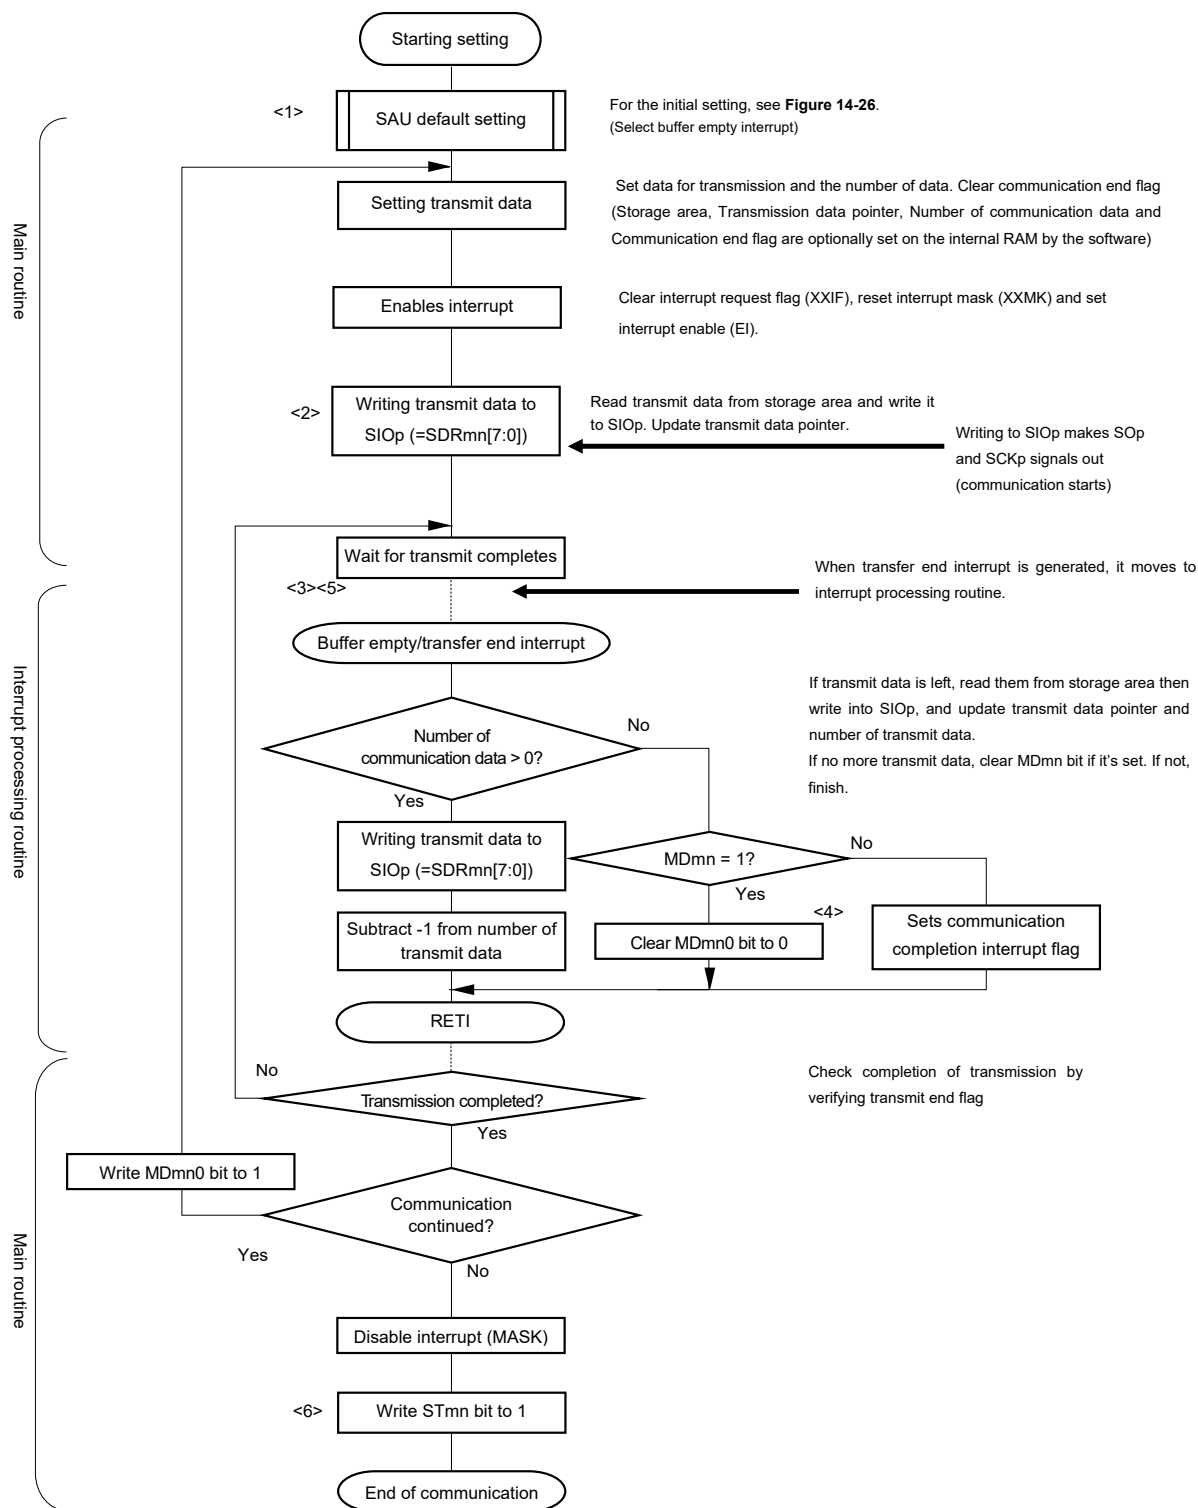 Starting setting
<1>
SAU default setting
For the initial setting, see Figure 14-26.
(Select buffer empty interrupt)
Main routine
Setting transmit data
Set data for transmission and the number of data. Clear communication end flag
(Storage area, Transmission data pointer, Number of communication data and
Communication end flag are optionally set on the internal RAM by the software)
Enables interrupt
Clear interrupt request flag (XXIF), reset interrupt mask (XXMK) and set
interrupt enable (EI).
<2>
Writing transmit data to
SIOp (=SDRmn[7:0])
Read transmit data from storage area and write it
to SIOp. Update transmit data pointer.
Writing to SIOp makes SOp
and SCKp signals out
(communication starts)
Wait for transmit completes
<3><5>
When transfer end interrupt is generated, it moves to
interrupt processing routine.
Interrupt processing routine
Buffer empty/transfer end interrupt
Number of
communication data > 0?
No
Yes
If transmit data is left, read them from storage area then
write into SIOp, and update transmit data pointer and
number of transmit data.
If no more transmit data, clear MDmn bit if it's set. If not,
finish.
Writing transmit data to
SIOp (=SDRmn[7:0])
MDmn = 1?
No
Yes
<4>
Subtract -1 from number of
transmit data
Clear MDmn0 bit to 0
Sets communication
completion interrupt flag
RETI
Main routine
No
Transmission completed?
Yes
Check completion of transmission by
verifying transmit end flag
Write MDmn0 bit to 1
Communication
continued?
Yes
No
Disable interrupt (MASK)
<6>
Write STmn bit to 1
End of communication